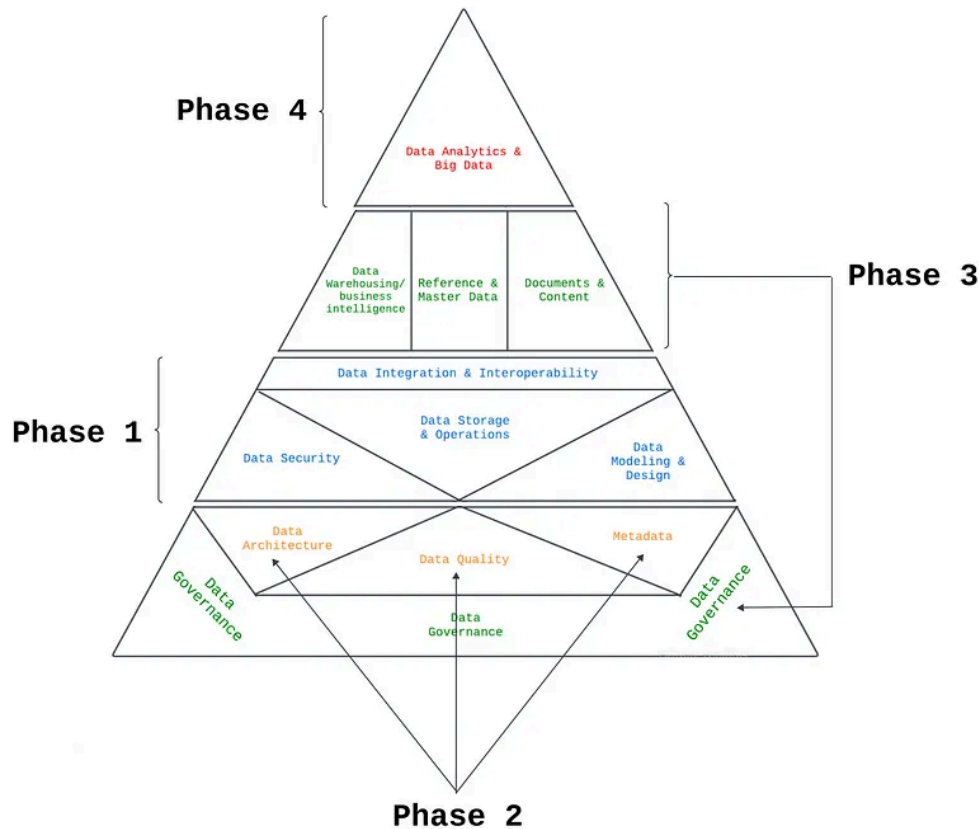 Phase 4
Data Analytics &
Big Data
Data
Warehousing/
business
intelligence
Reference &
Master Data
Documents &
Content
Phase 3
Data Integration & Interoperability
Phase 1
Data Storage
& Operations
Data Security
Data
Modeling &
Design
Data
Architecture
Data Quality
Metadata
Data
Governance
Data
Governance
Data
Governance
Phase 2